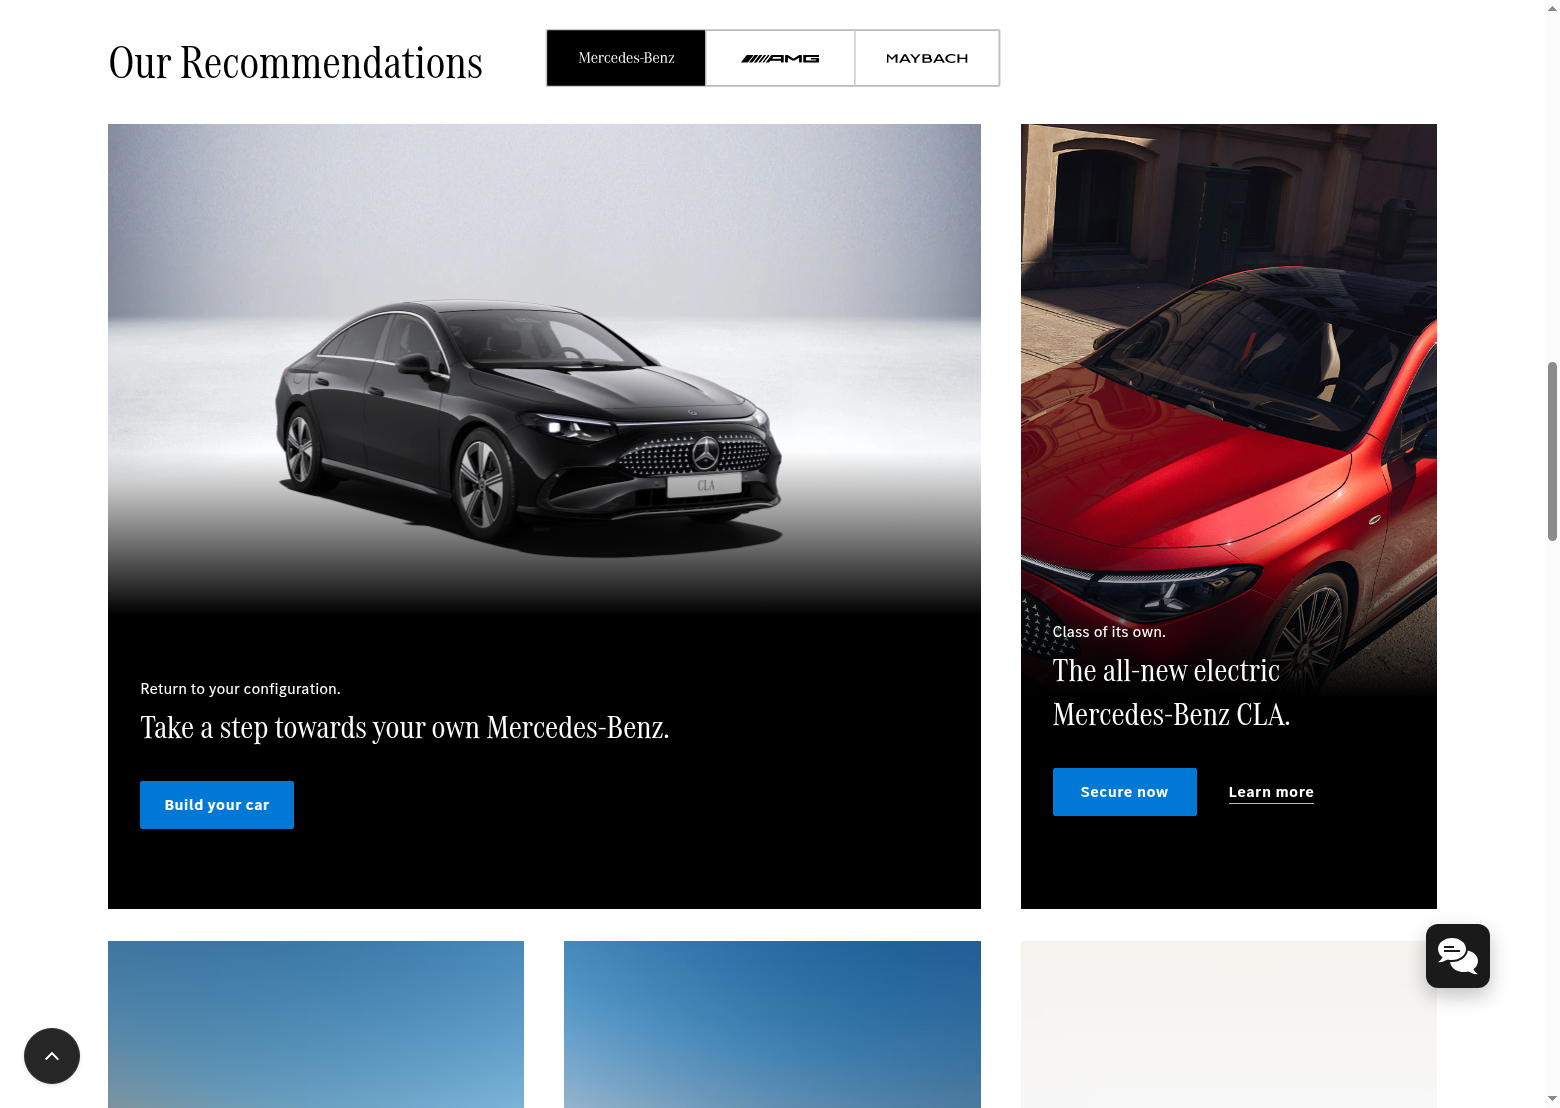 Our Recommendations
Mercedes-Benz
AMG
MAYBACH
CLA
Return to your configuration.
Take a step towards your own Mercedes-Benz.
Build your car
Class of its own.
The all-new electric
Mercedes-Benz CLA.
Secure now
Learn more